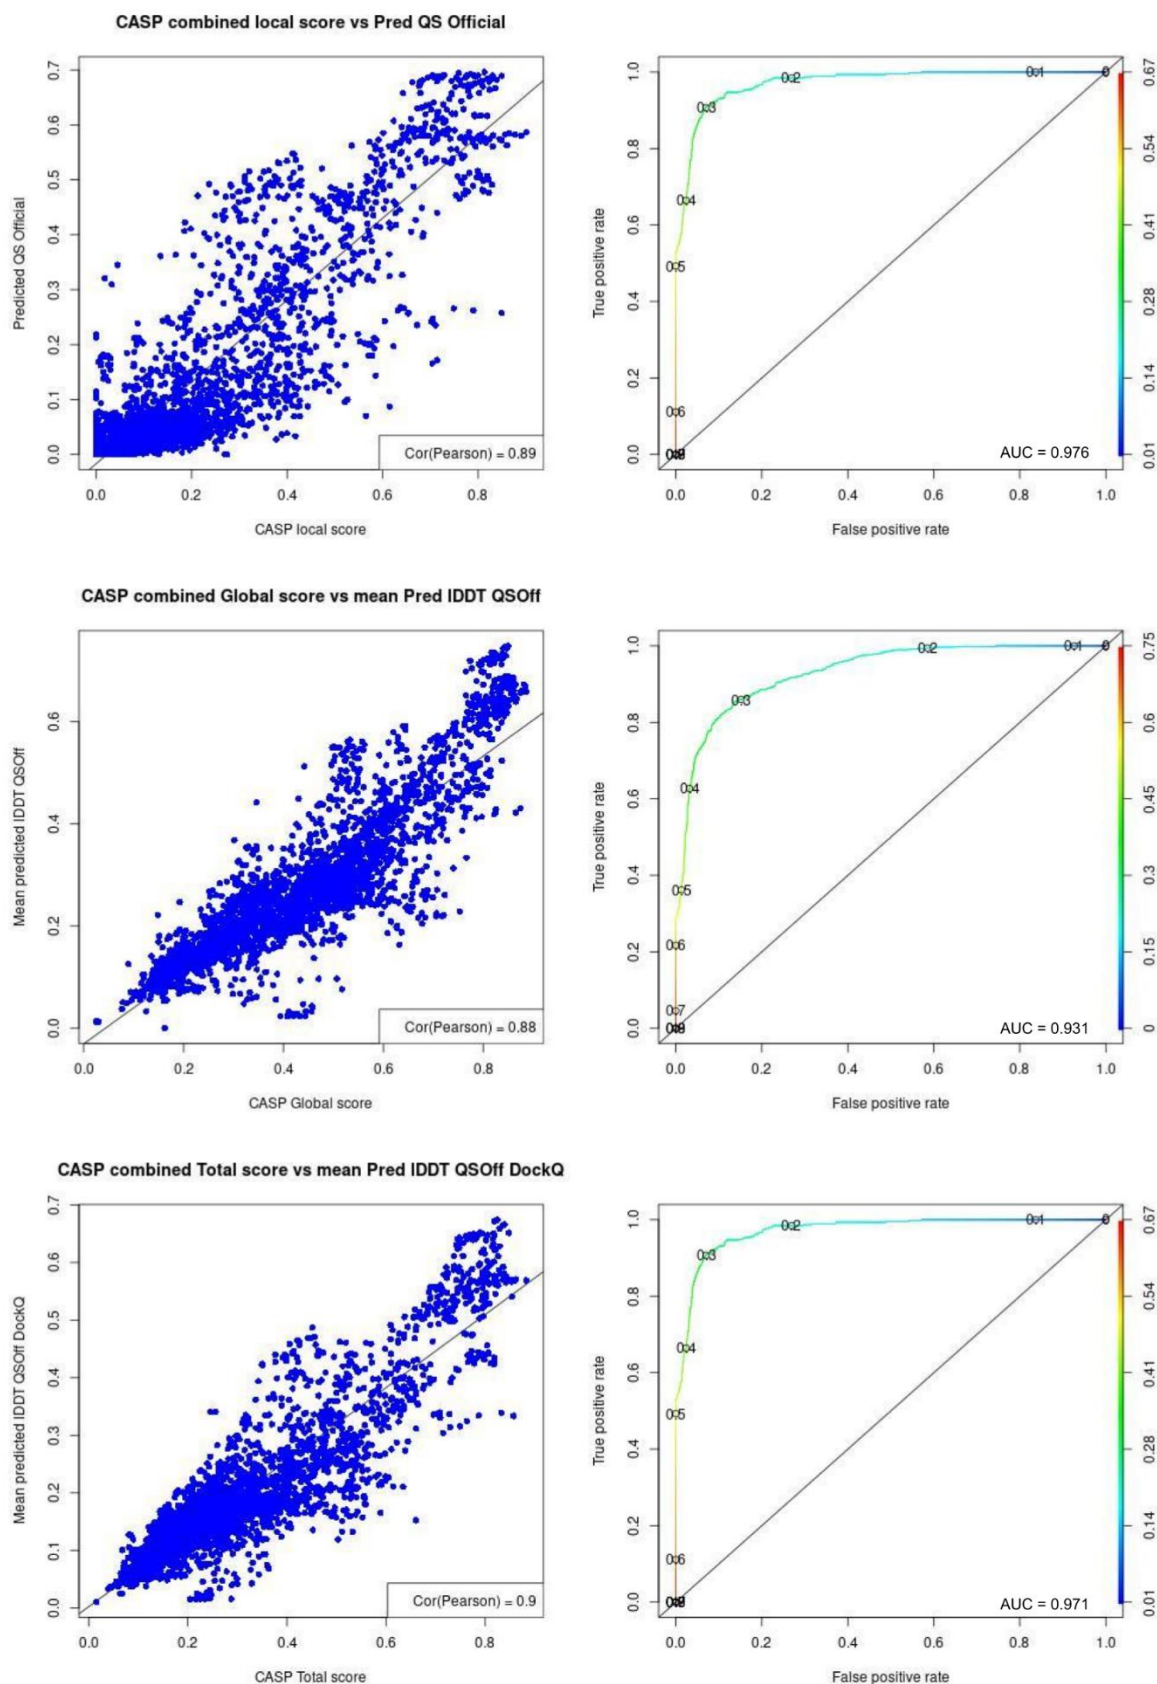 CASP combined local score vs Pred QS Official
Predicted QS Official
0.0 0.1 0.2 0.3 0.4 0.5 0.6 0.7
Cor(Pearson) = 0.89
0.0 0.2 0.4 0.6 0.8
CASP local score
True positive rate
0.0 0.2 0.4 0.6 0.8 1.0
0.3
0.2
0.1
0
0.4
0.5
0.6
AUC = 0.976
0.01 0.14 0.28 0.41 0.54 0.67
0.0 0.2 0.4 0.6 0.8 1.0
False positive rate
CASP combined Global score vs mean Pred lDDT QSOff
Mean predicted lDDT QSOff
0.0 0.2 0.4 0.6
Cor(Pearson) = 0.88
0.0 0.2 0.4 0.6 0.8
CASP Global score
True positive rate
0.0 0.2 0.4 0.6 0.8 1.0
0.3
0.2
0.1
0
0.4
0.5
0.6
0.7
AUC = 0.931
0 0.15 0.3 0.45 0.6 0.75
0.0 0.2 0.4 0.6 0.8 1.0
False positive rate
CASP combined Total score vs mean Pred lDDT QSOff DockQ
Mean predicted lDDT QSOff DockQ
0.0 0.1 0.2 0.3 0.4 0.5 0.6 0.7
Cor(Pearson) = 0.9
0.0 0.2 0.4 0.6 0.8
CASP Total score
True positive rate
0.0 0.2 0.4 0.6 0.8 1.0
0.3
0.2
0.1
0
0.4
0.5
0.6
AUC = 0.971
0.01 0.14 0.28 0.41 0.54 0.67
0.0 0.2 0.4 0.6 0.8 1.0
False positive rate